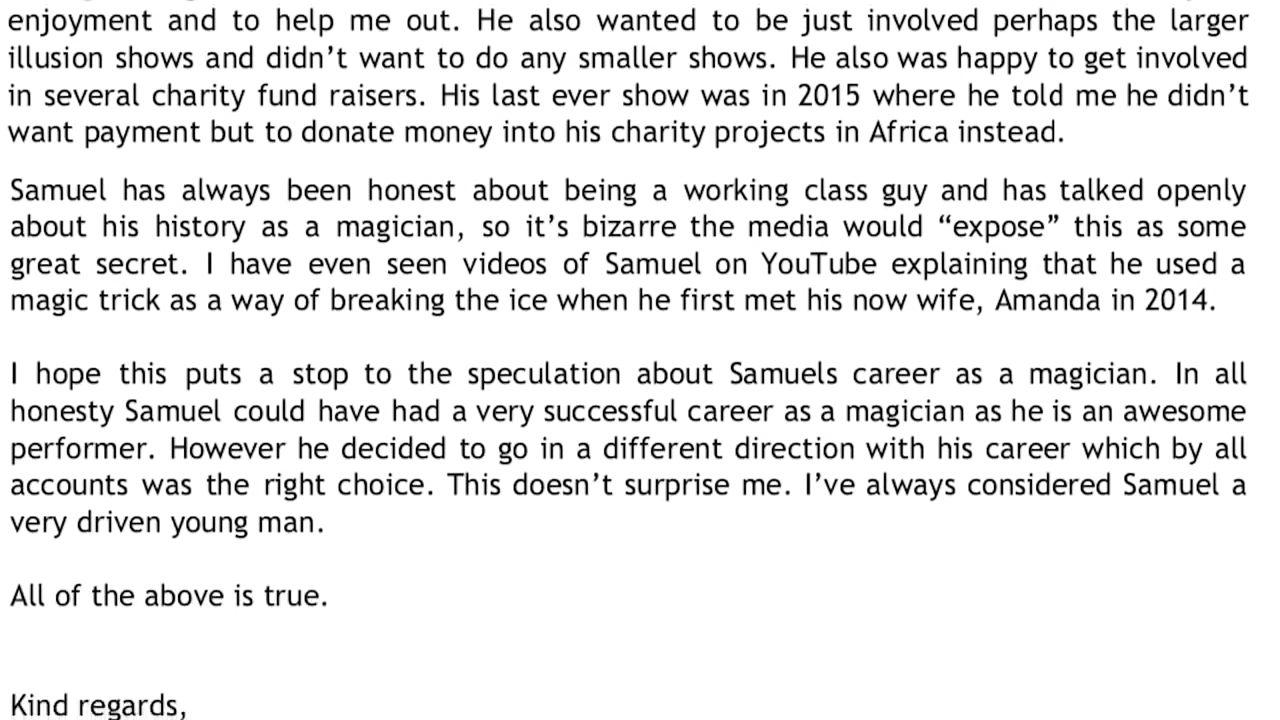 enjoyment and to help me out. He also wanted to be just involved perhaps the larger
illusion shows and didn’t want to do any smaller shows. He also was happy to get involved
in several charity fund raisers. His last ever show was in 2015 where he told me he didn’t
want payment but to donate money into his charity projects in Africa instead.
Samuel has always been honest about being a working class guy and has talked openly
about his history as a magician, so it’s bizarre the media would “expose” this as some
great secret. I have even seen videos of Samuel on YouTube explaining that he used a
magic trick as a way of breaking the ice when he first met his now wife, Amanda in 2014.
I hope this puts a stop to the speculation about Samuels career as a magician. In all
honesty Samuel could have had a very successful career as a magician as he is an awesome
performer. However he decided to go in a different direction with his career which by all
accounts was the right choice. This doesn’t surprise me. I’ve always considered Samuel a
very driven young man.
All of the above is true.
Kind regards,